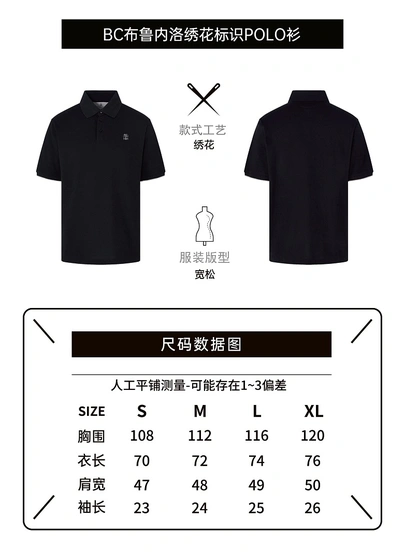 BC布鲁内洛绣花标识POLO衫
款式工艺
绣花
服装版型
宽松
尺码数据图
人工平铺测量-可能存在1~3偏差
SIZE S M L XL
胸围 108 112 116 120
衣长 70 72 74 76
肩宽 47 48 49 50
袖长 23 24 25 26